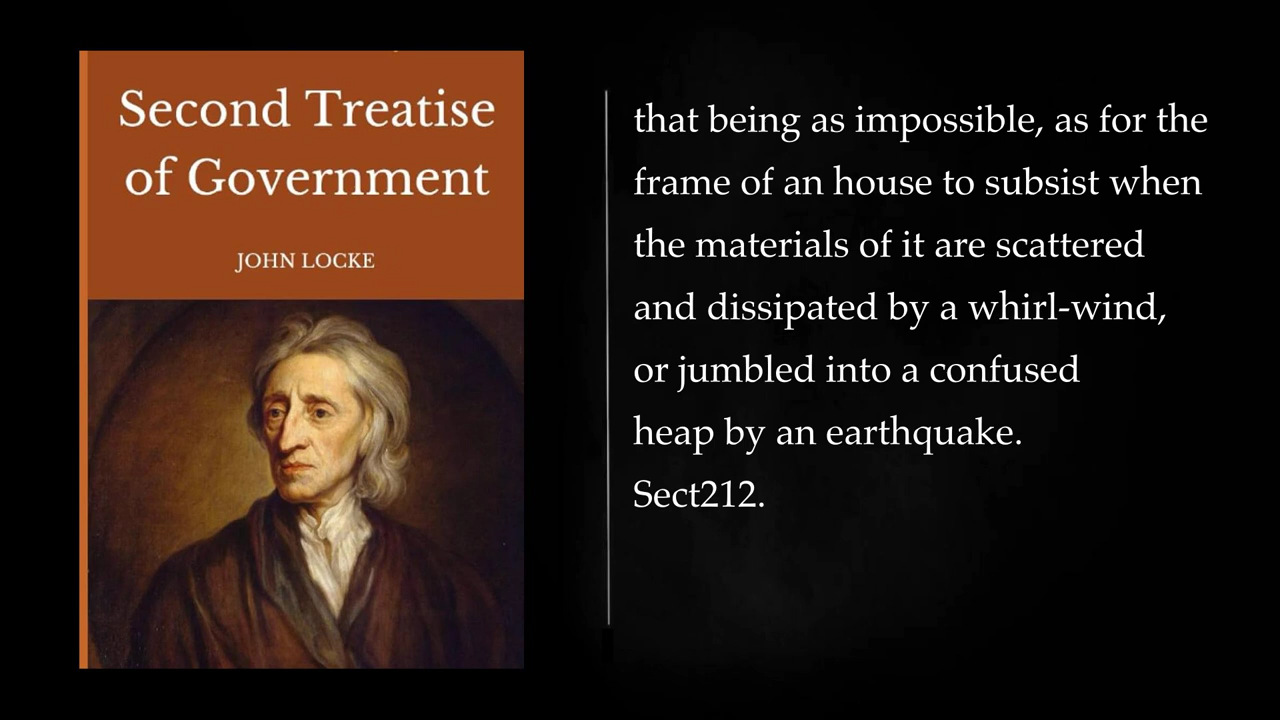 Second Treatise
of Government
JOHN LOCKE
that being as impossible, as for the
frame of an house to subsist when
the materials of it are scattered
and dissipated by a whirl-wind,
or jumbled into a confused
heap by an earthquake.
Sect212.